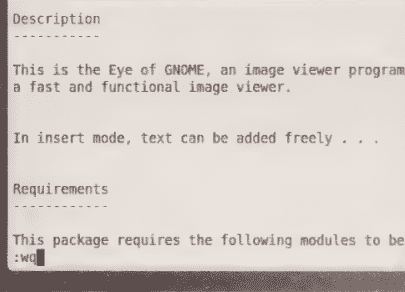 Description
-----------
This is the Eye of GNOME, an image viewer program
a fast and functional image viewer.
In insert mode, text can be added freely . . .
Requirements
------------
This package requires the following modules to be
:wq